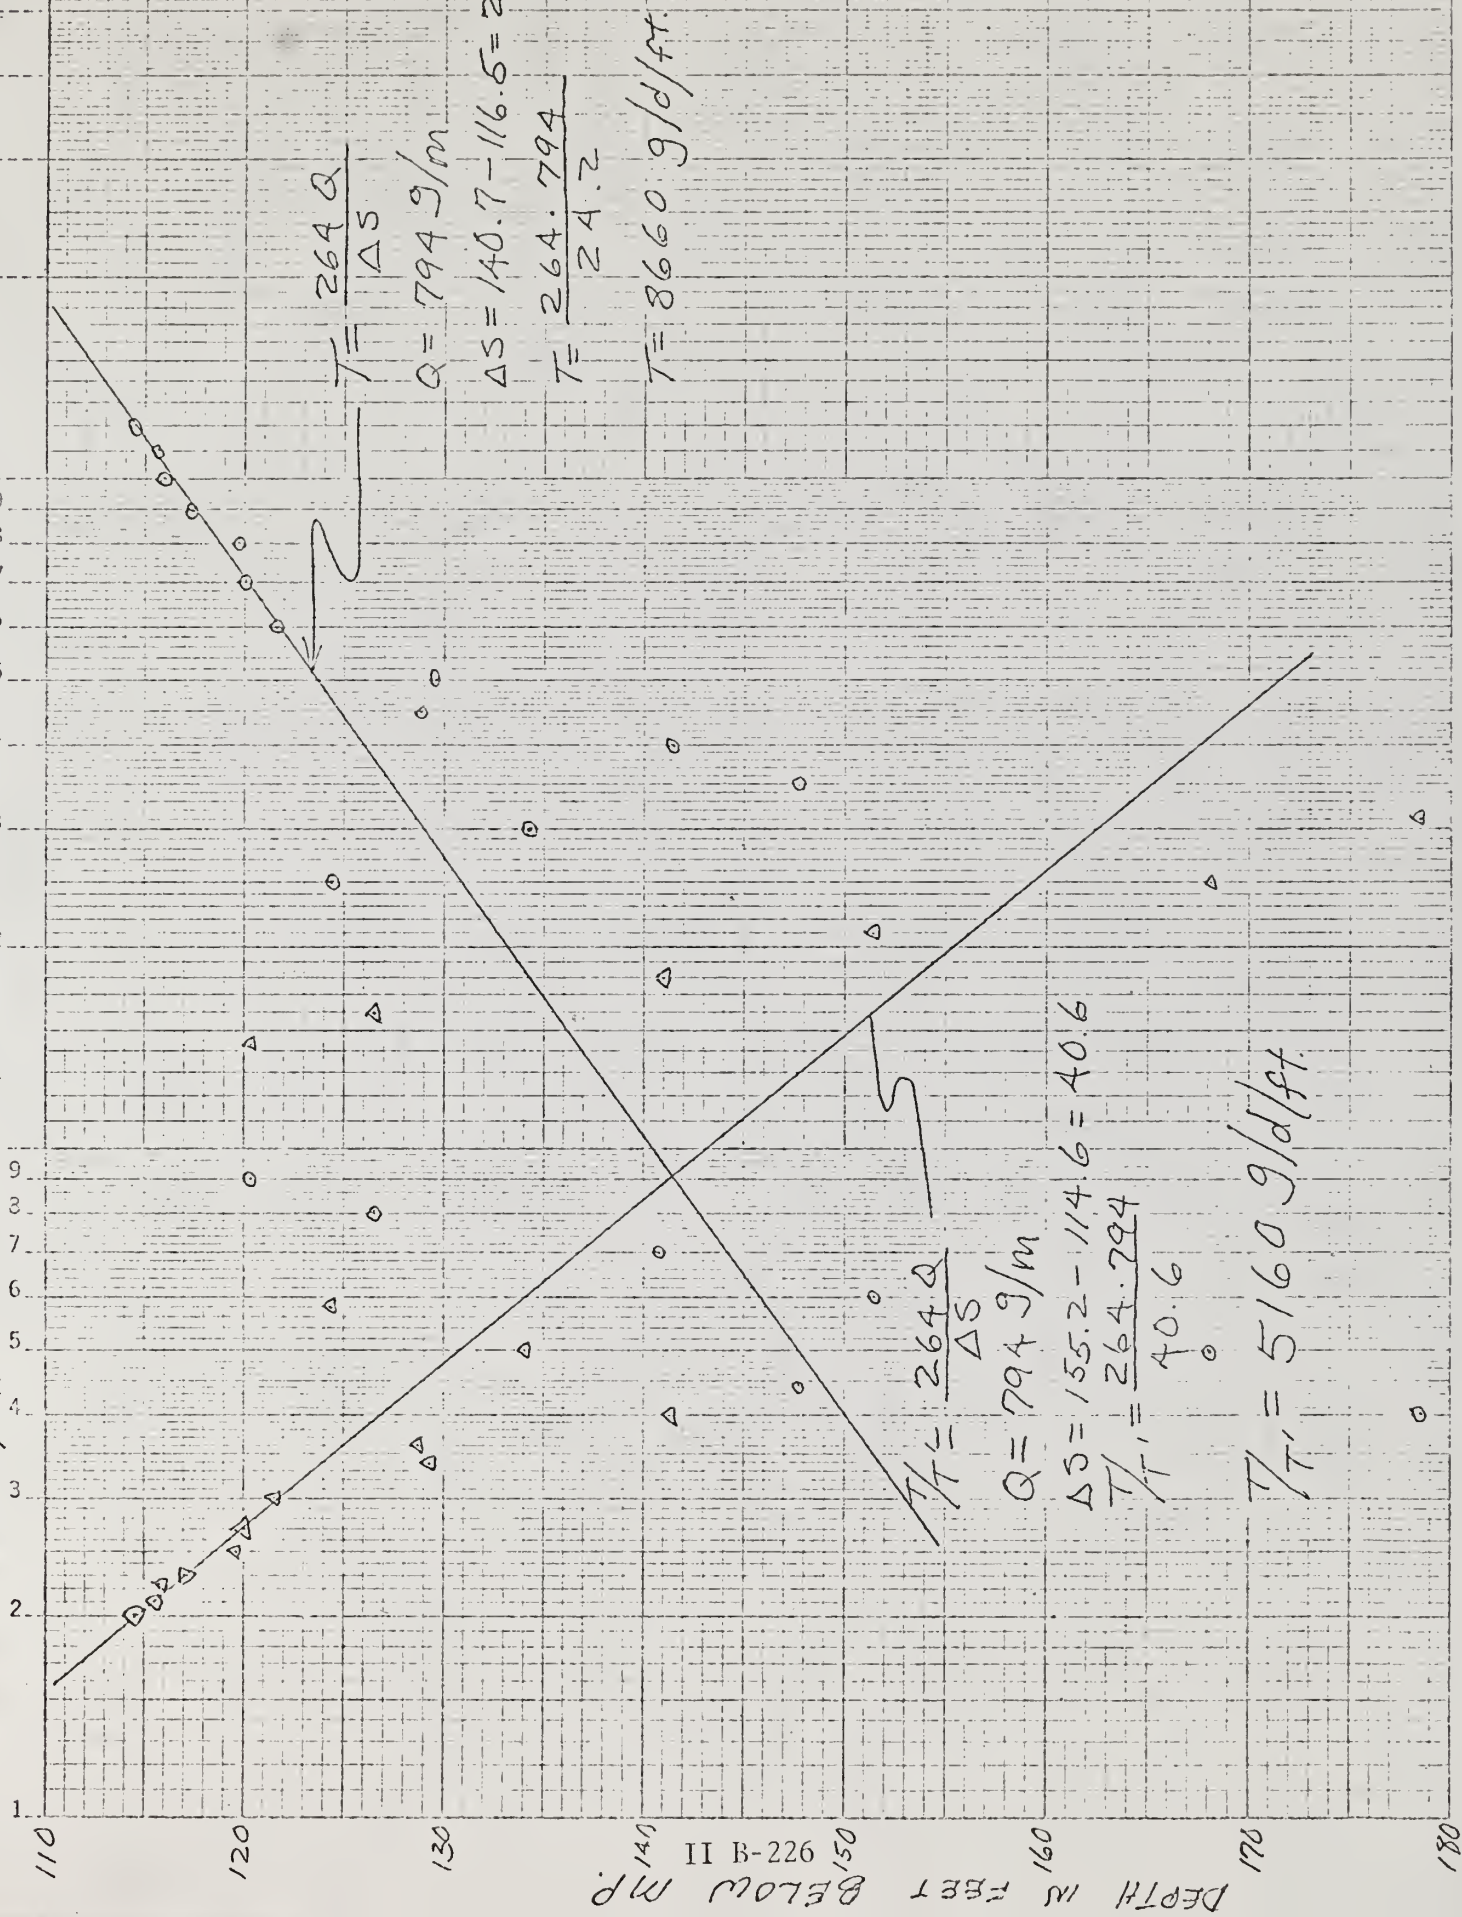 T = 264 Q
ΔS
Q = 794 g/m
ΔS = 140.7 - 116.5 = 2
T = 264 . 794
24.2
T = 8660 g/d/ft.
T/T' = 264 Q
ΔS
Q = 794 g/m
ΔS = 155.2 - 114.6 = 40.6
T/T' = 264 . 794
40.6
T/T' = 5160 g/d/ft.
9
8
7
6
5
4
3
2
1
110
120
130
140
150
160
170
180
DEPTH IN FEET BELOW MP.
II B-226